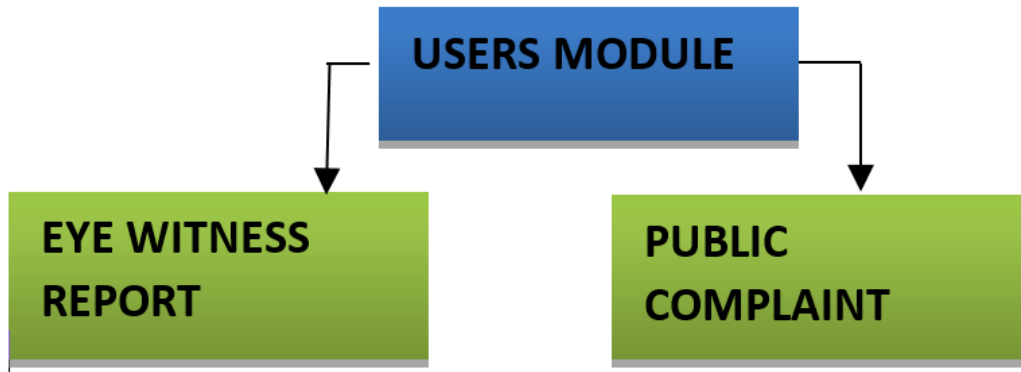 USERS MODULE
EYE WITNESS
REPORT
PUBLIC
COMPLAINT